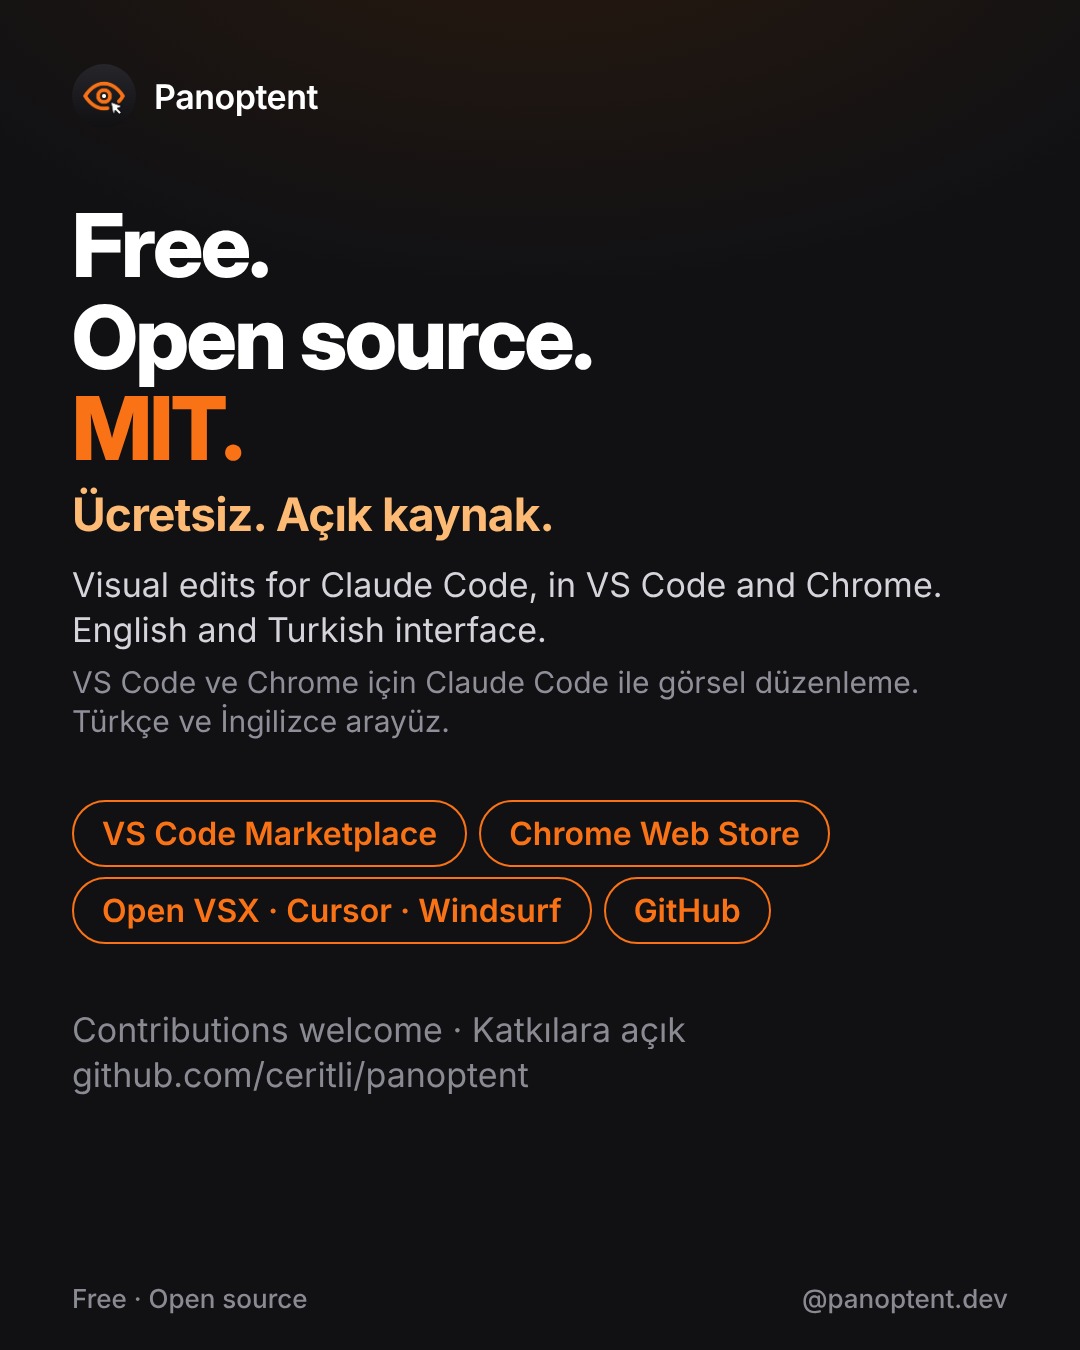 Panoptent
Free.
Open source.
MIT.
Ücretsiz. Açık kaynak.
Visual edits for Claude Code, in VS Code and Chrome.
English and Turkish interface.
VS Code ve Chrome için Claude Code ile görsel düzenleme.
Türkçe ve İngilizce arayüz.
VS Code Marketplace
Chrome Web Store
Open VSX · Cursor · Windsurf
GitHub
Contributions welcome · Katkılara açık
github.com/ceritli/panoptent
Free · Open source
@panoptent.dev